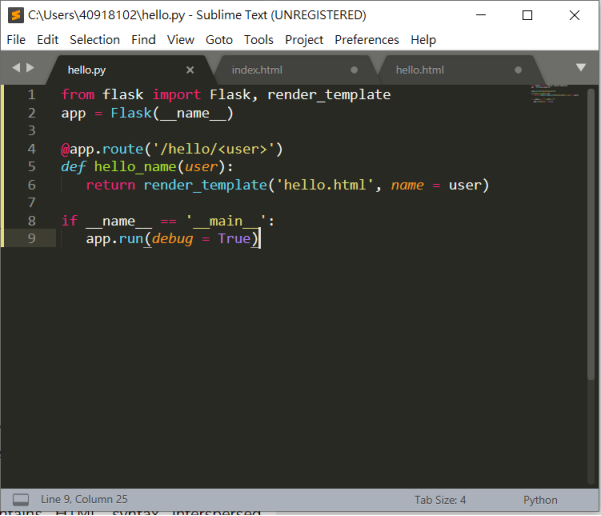 C:\Users\40918102\hello.py - Sublime Text (UNREGISTERED)
File Edit Selection Find View Goto Tools Project Preferences Help
hello.py index.html hello.html
1 from flask import Flask, render_template
2 app = Flask(__name__)
3
4 @app.route('/hello/<user>')
5 def hello_name(user):
6    return render_template('hello.html', name = user)
7
8 if __name__ == '__main__':
9    app.run(debug = True)
Line 9, Column 25 Tab Size: 4 Python
HTML syntax interspersed